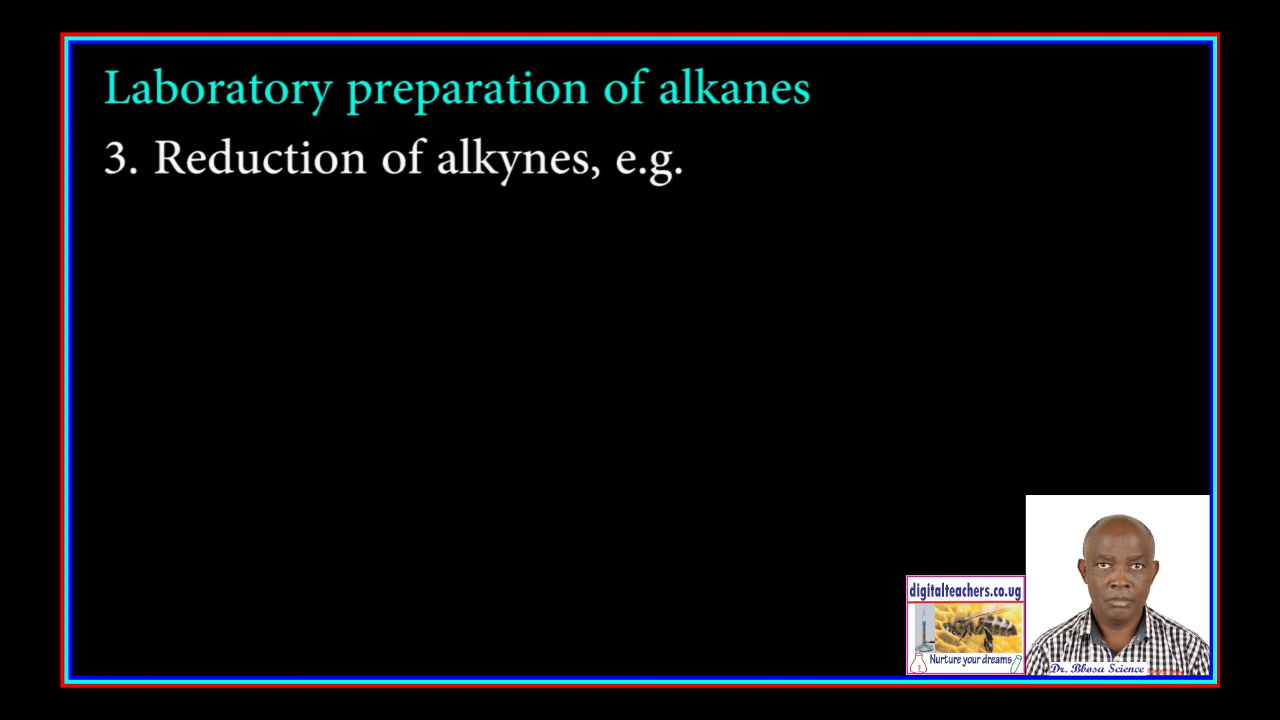 Laboratory preparation of alkanes
3. Reduction of alkynes, e.g.
digitalteachers.co.ug
Nurture your dreams
Dr. Bbosa Science